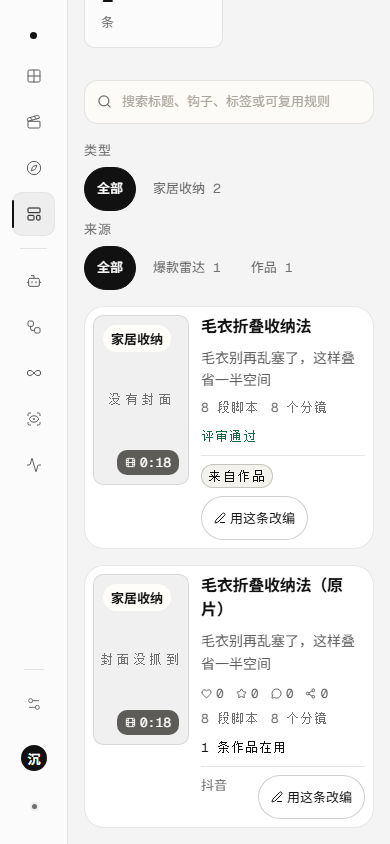 条
搜索标题、钩子、标签或可复用规则
类型
全部 家居收纳 2
来源
全部 爆款雷达 1 作品 1
家居收纳
没有封面
0:18
毛衣折叠收纳法
毛衣别再乱塞了，这样叠
省一半空间
8 段脚本 8 个分镜
评审通过
来自作品
用这条改编
家居收纳
封面没抓到
0:18
毛衣折叠收纳法（原
片）
毛衣别再乱塞了，这样叠
省一半空间
0 0 0 0
8 段脚本 8 个分镜
1 条作品在用
抖音
用这条改编
沉